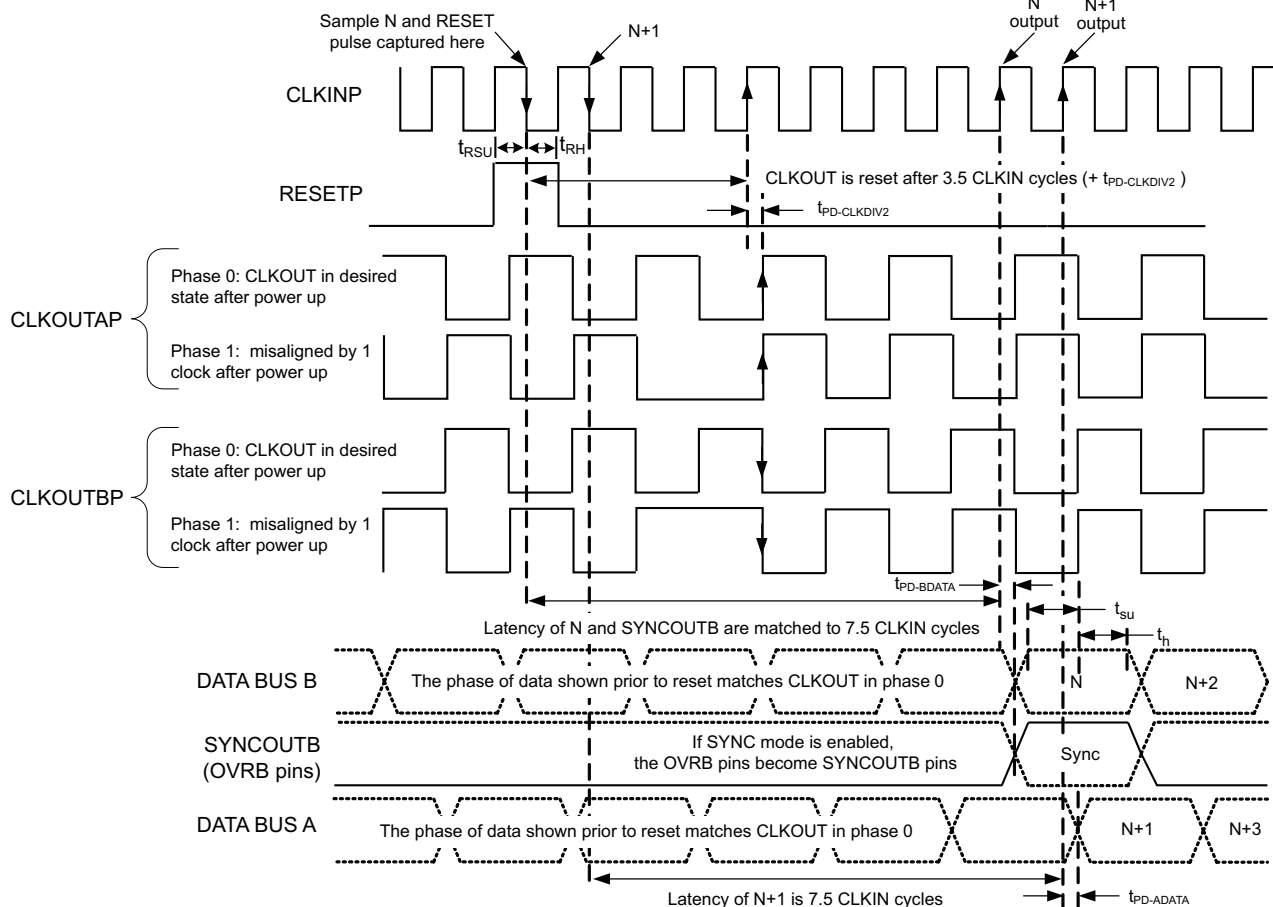 Sample N and RESET
pulse captured here
N+1
N
output
N+1
output
CLKINP
tRSU
tRH
RESETP
CLKOUT is reset after 3.5 CLKIN cycles (+ tPD-CLKDIV2 )
tPD-CLKDIV2
CLKOUTAP
Phase 0: CLKOUT in desired
state after power up
Phase 1: misaligned by 1
clock after power up
CLKOUTBP
Phase 0: CLKOUT in desired
state after power up
Phase 1: misaligned by 1
clock after power up
tPD-BDATA
tsu
th
Latency of N and SYNCOUTB are matched to 7.5 CLKIN cycles
DATA BUS B
The phase of data shown prior to reset matches CLKOUT in phase 0
N
N+2
SYNCOUTB
(OVRB pins)
If SYNC mode is enabled,
the OVRB pins become SYNCOUTB pins
Sync
DATA BUS A
The phase of data shown prior to reset matches CLKOUT in phase 0
N+1
N+3
Latency of N+1 is 7.5 CLKIN cycles
tPD-ADATA